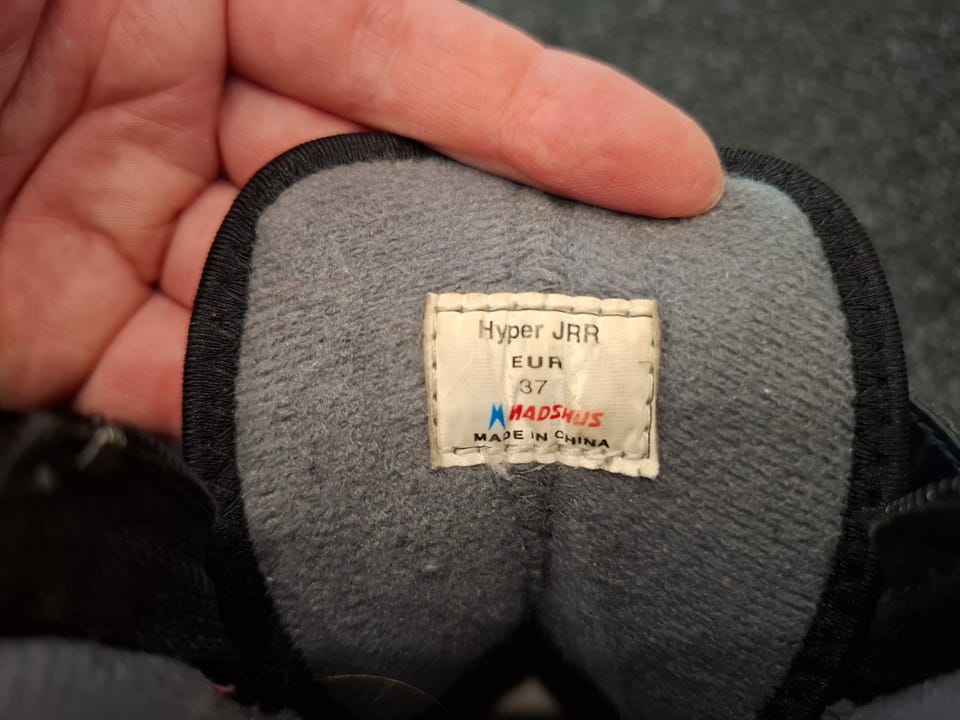 Hyper JRR
EUR
37
MADSHUS
MADE IN CHINA